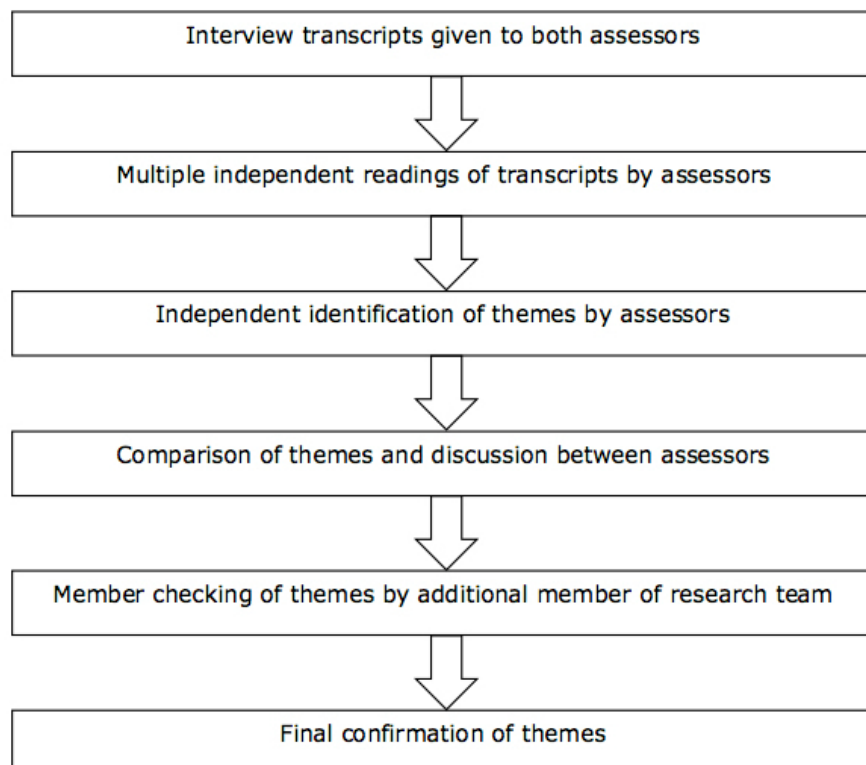 Interview transcripts given to both assessors
Multiple independent readings of transcripts by assessors
Independent identification of themes by assessors
Comparison of themes and discussion between assessors
Member checking of themes by additional member of research team
Final confirmation of themes